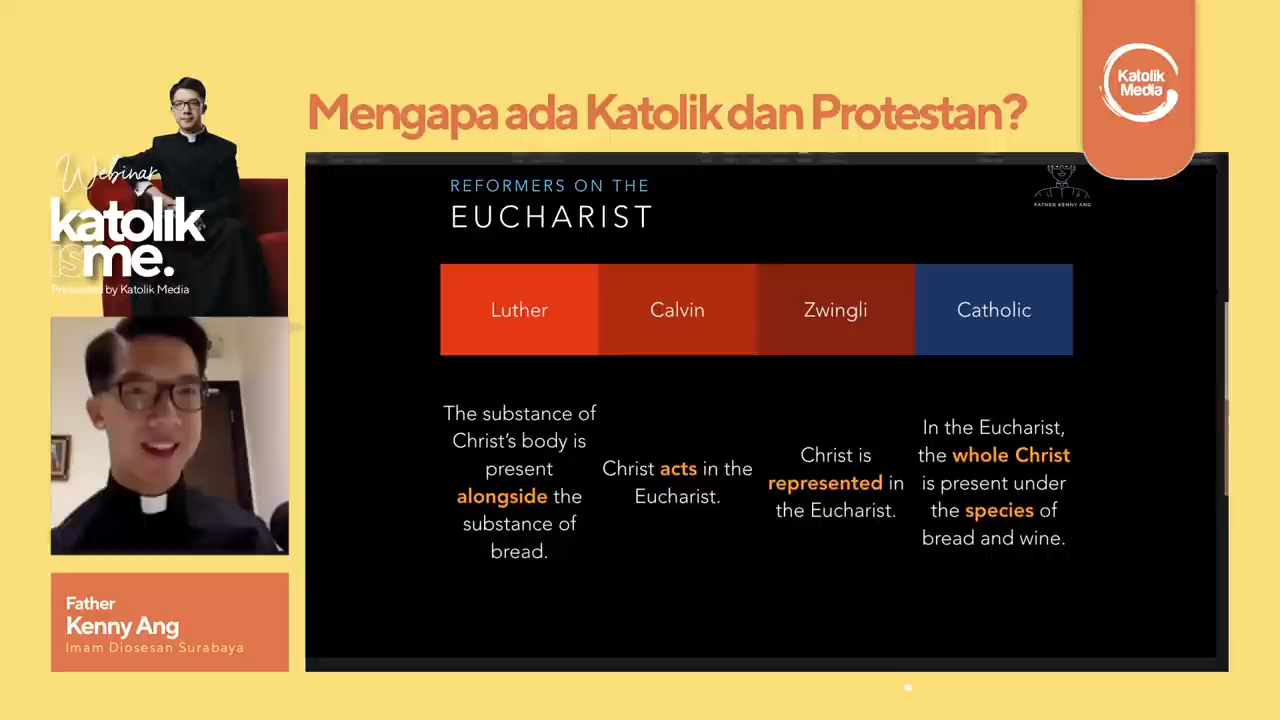 Mengapa ada Katolik dan Protestan?
Katolik
Media
Webinar
katolik
isme.
Presented by Katolik Media
REFORMERS ON THE
EUCHARIST
FATHER KENNY ANG
Luther
Calvin
Zwingli
Catholic
The substance of
Christ's body is
present
alongside the
substance of
bread.
Christ acts in the
Eucharist.
Christ is
represented in
the Eucharist.
In the Eucharist,
the whole Christ
is present under
the species of
bread and wine.
Father
Kenny Ang
Imam Diosesan Surabaya